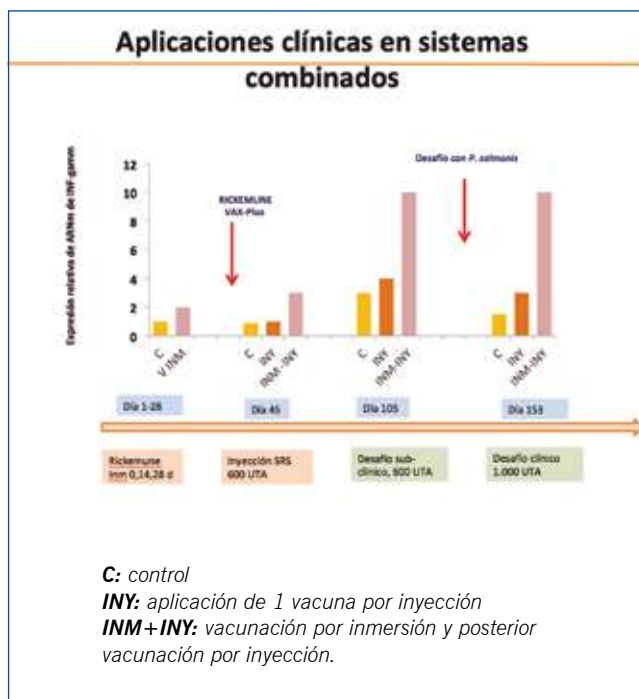 Aplicaciones clínicas en sistemas
combinados
Expresión relativa de ARNm de INF-gamm
12
10
8
6
4
2
0
RICKEMUNE
VAX-Plus
Desafío con P. salmonis
C
V INM
C
INY
INM -INY
C
INY
INM-INY
C
INY
INM-INY
Día 1-28
Día 45
Día 105
Día 153
Rickemune
Inm 0,14,28 d
Inyección SRS
600 UTA
Desafío sub-
clínico, 800 UTA
Desafío clínico
1.000 UTA
C: control
INY: aplicación de 1 vacuna por inyección
INM+INY: vacunación por inmersión y posterior
vacunación por inyección.